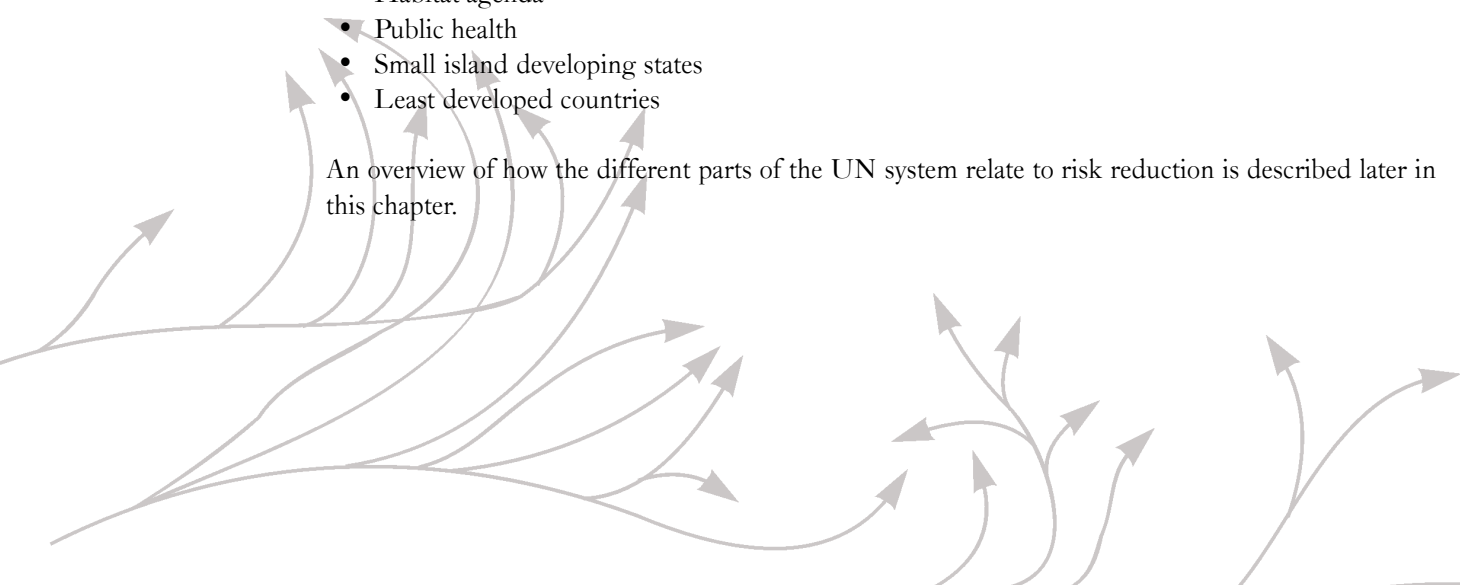 Habitat agenda
• Public health
• Small island developing states
• Least developed countries
An overview of how the different parts of the UN system relate to risk reduction is described later in
this chapter.